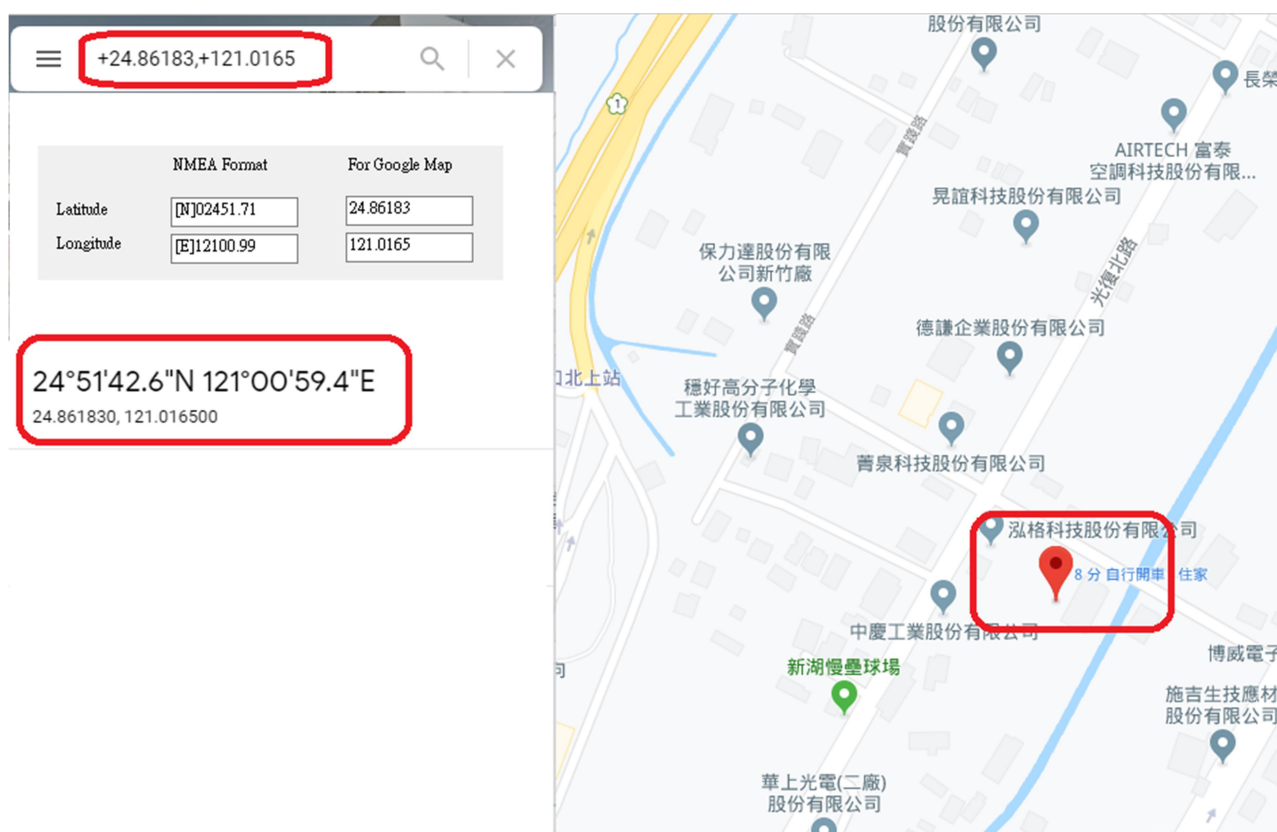 +24.86183,+121.0165
NMEA Format
For Google Map
Latitude
[N]02451.71
24.86183
Longitude
[E]12100.99
121.0165
24°51'42.6"N 121°00'59.4"E
24.861830, 121.016500
股份有限公司
1
長榮
實踐路
AIRTECH 富泰
空調科技股份有限...
晃誼科技股份有限公司
保力達股份有限
公司新竹廠
光復北路
實踐路
德謙企業股份有限公司
口北上站
穩好高分子化學
工業股份有限公司
菁泉科技股份有限公司
泓格科技股份有限公司
8 分 自行開車
住家
中慶工業股份有限公司
博威電子
新湖慢壘球場
施吉生技應材
股份有限公司
華上光電(二廠)
股份有限公司